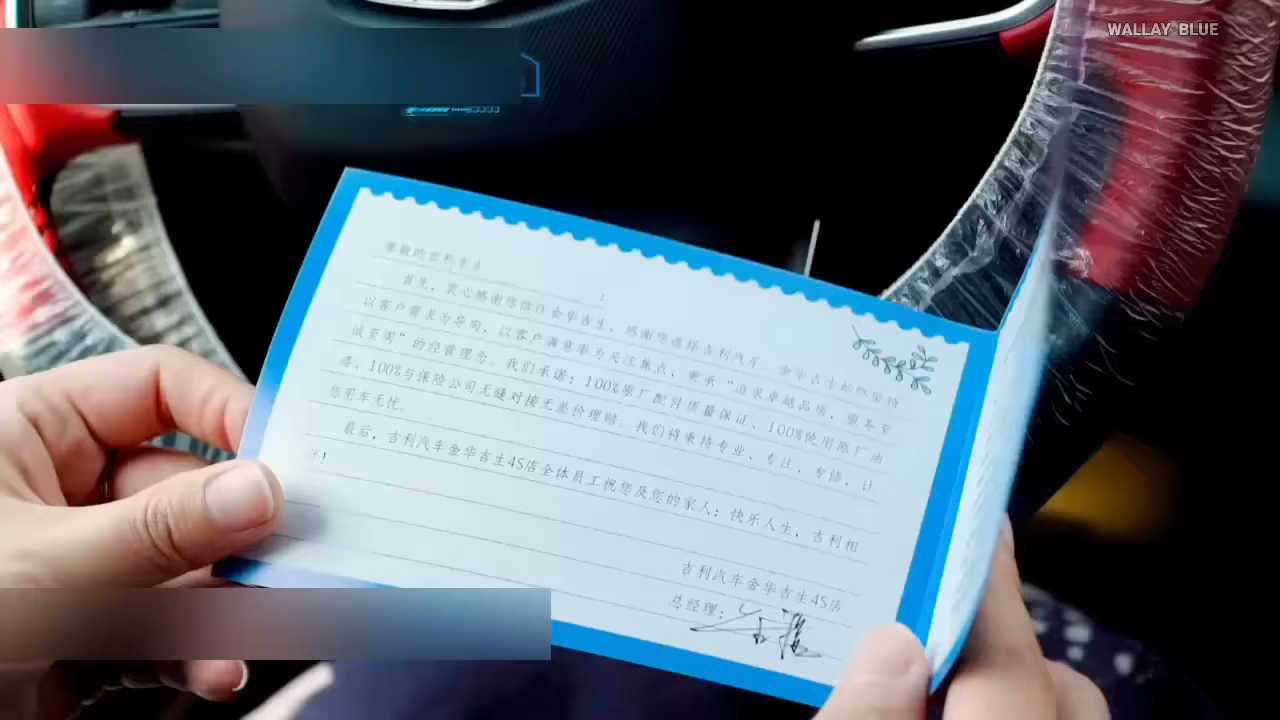 WALLAY BLUE
尊敬的吉利车主
:
首先，衷心感谢您信任金华吉生，感谢您选择吉利汽车。金华吉生始终坚持
以客户需求为导向，以客户满意率为关注焦点，秉承“追求卓越品质，服务至
诚至周”的经营理念。我们承诺：100%原厂配件质量保证、100%使用原厂油
漆、100%与保险公司无缝对接无差价理赔。我们将秉持专业、专注、专修，让
您用车无忧。
最后，吉利汽车金华吉生4S店全体员工祝您及您的家人：快乐人生，吉利相
伴！
吉利汽车金华吉生4S店
总经理：